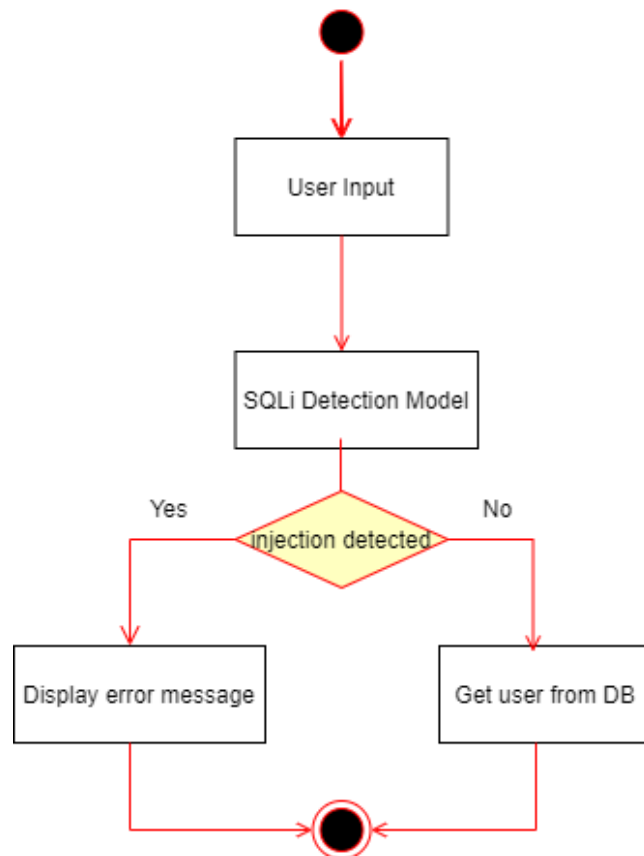 User Input
SQLi Detection Model
Yes
No
injection detected
Display error message
Get user from DB